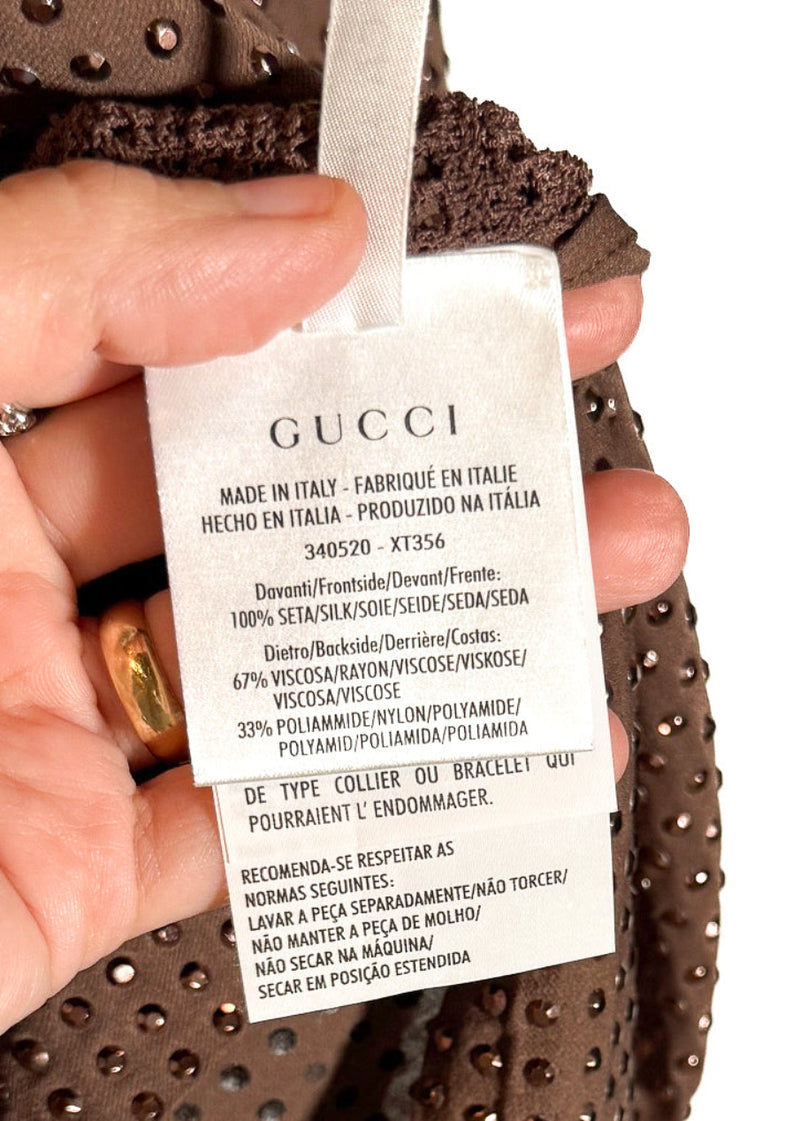 GUCCI
MADE IN ITALY - FABRIQUÉ EN ITALIE
HECHO EN ITALIA - PRODUZIDO NA ITÁLIA
340520 - XT356
Davanti/Frontside/Devant/Frente:
100% SETA/SILK/SOIE/SEIDE/SEDA/SEDA
Dietro/Backside/Derrière/Costas:
67% VISCOSA/RAYON/VISCOSE/VISKOSE/
VISCOSA/VISCOSE
33% POLIAMMIDE/NYLON/POLYAMIDE/
POLYAMID/POLIAMIDA/POLIAMIDA
DE TYPE COLLIER OU BRACELET QUI
POURRAIENT L' ENDOMMAGER.
RECOMENDA-SE RESPEITAR AS
NORMAS SEGUINTES:
LAVAR A PEÇA SEPARADAMENTE/NÃO TORCER/
NÃO MANTER A PEÇA DE MOLHO/
NÃO SECAR NA MÁQUINA/
SECAR EM POSIÇÃO ESTENDIDA